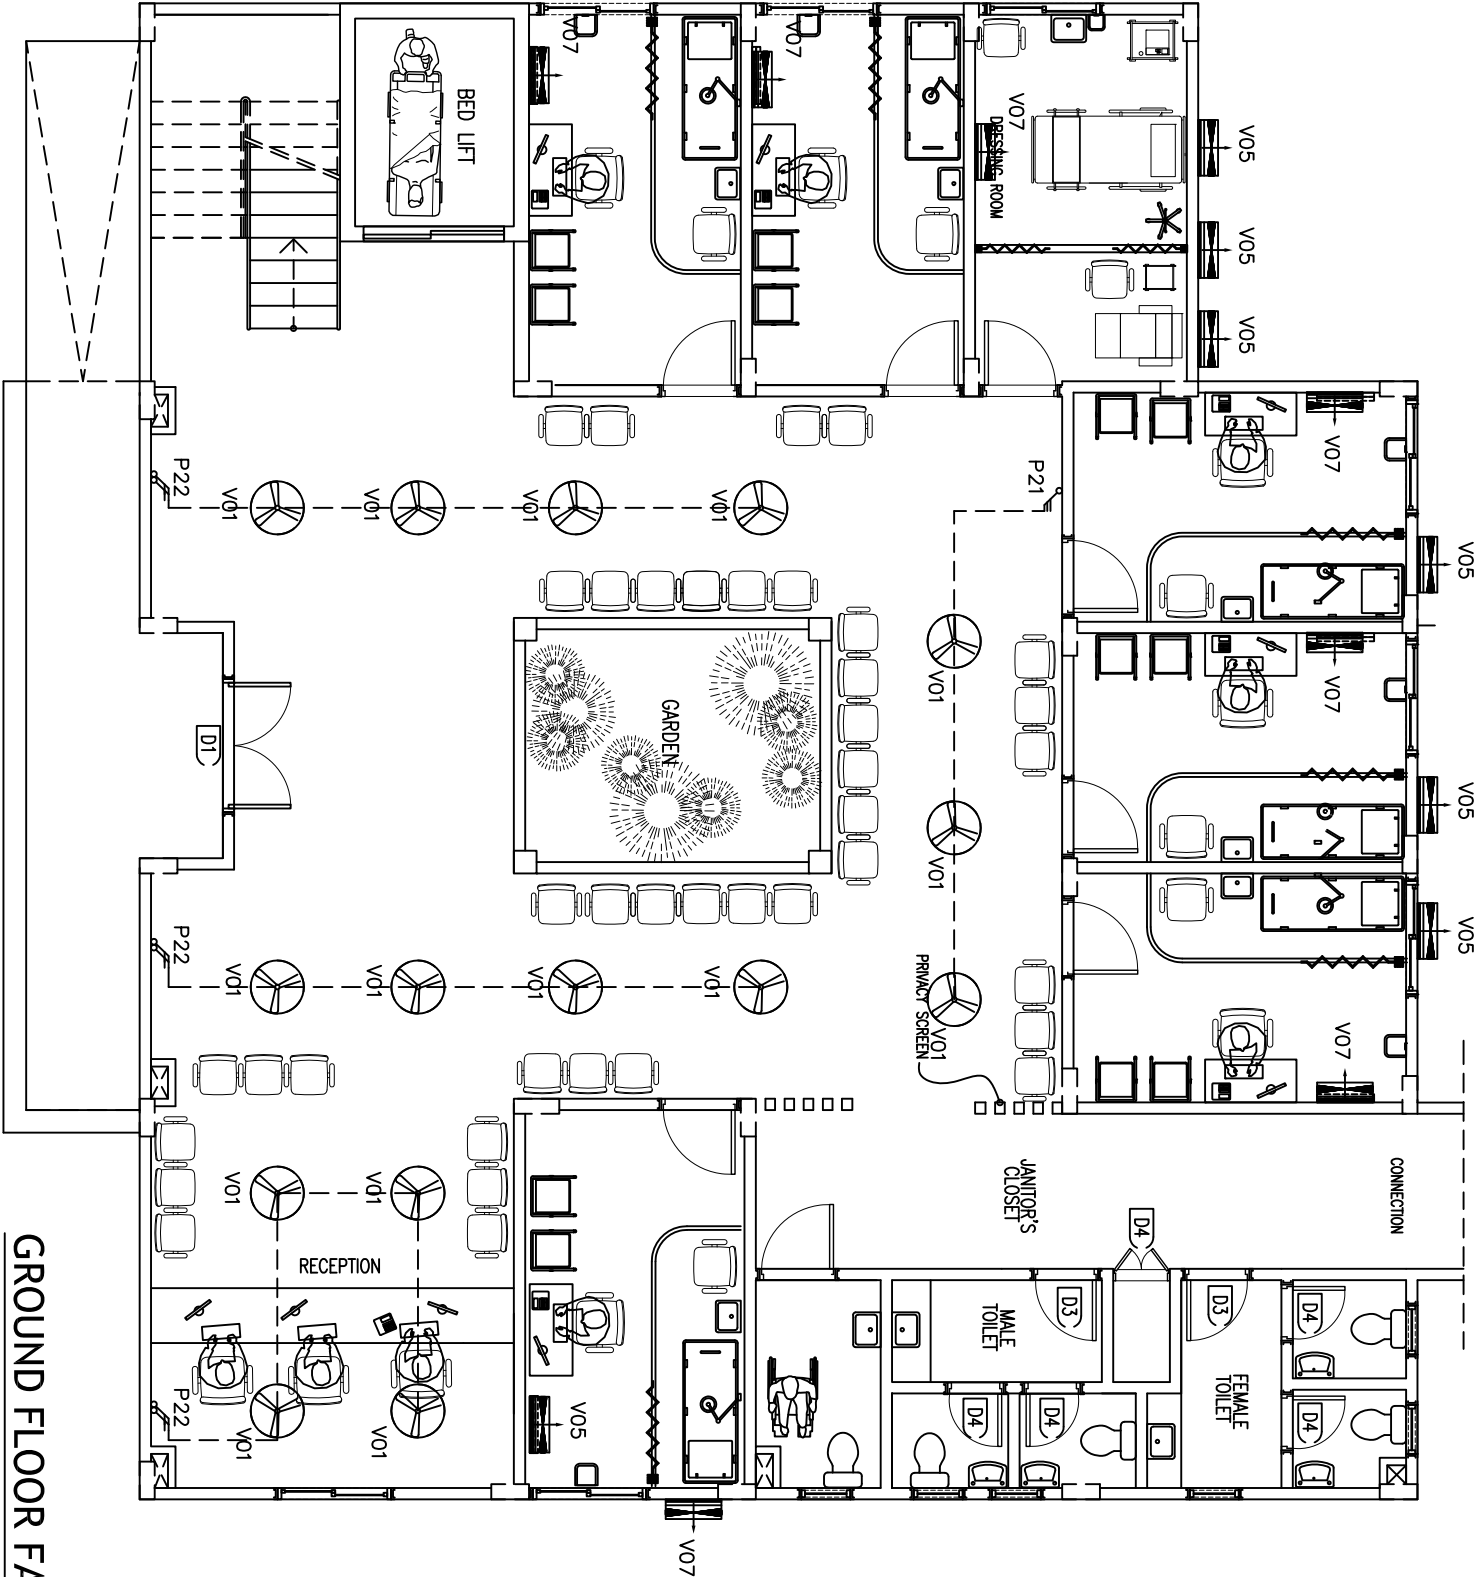 V07
V07
BED LIFT
V07
DRESSING ROOM
V05
V05
V05
V07
V05
P21
P22
V01
V01
V01
V01
V01
V07
V05
GARDEN
D1
V01
V05
P22
V01
V01
V01
V01
PRIVACY SCREEN
V01
V07
JANITOR'S
CLOSET
CONNECTION
V01
V01
D4
RECEPTION
MALE
TOILET
D3
D3
D4
FEMALE
TOILET
P22
V01
V01
V05
D4
D4
D4
V07
GROUND FLOOR FA